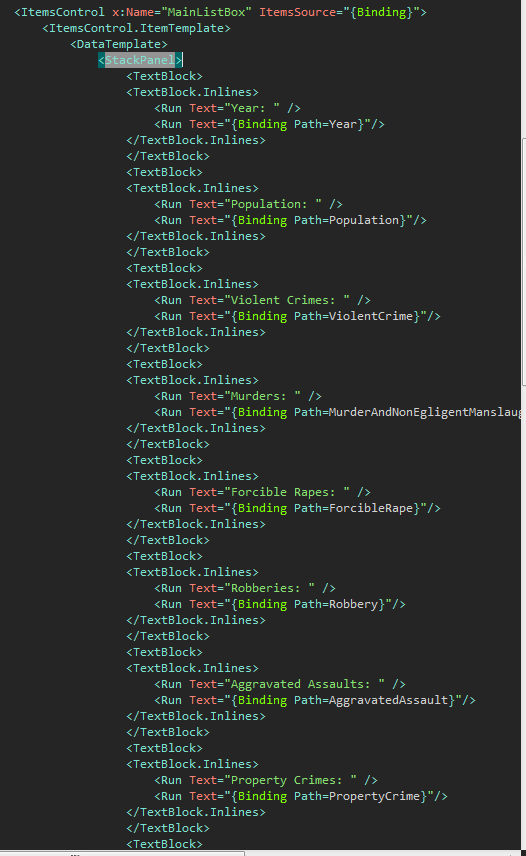 <ItemsControl x:Name="MainListBox" ItemsSource="{Binding}">
<ItemsControl.ItemTemplate>
<DataTemplate>
<StackPanel>
<TextBlock>
<TextBlock.Inlines>
<Run Text="Year: " />
<Run Text="{Binding Path=Year}"/>
</TextBlock.Inlines>
</TextBlock>
<TextBlock>
<TextBlock.Inlines>
<Run Text="Population: " />
<Run Text="{Binding Path=Population}"/>
</TextBlock.Inlines>
</TextBlock>
<TextBlock>
<TextBlock.Inlines>
<Run Text="Violent Crimes: " />
<Run Text="{Binding Path=ViolentCrime}"/>
</TextBlock.Inlines>
</TextBlock>
<TextBlock>
<TextBlock.Inlines>
<Run Text="Murders: " />
<Run Text="{Binding Path=MurderAndNonEgligentManslaug
</TextBlock.Inlines>
</TextBlock>
<TextBlock>
<TextBlock.Inlines>
<Run Text="Forcible Rapes: " />
<Run Text="{Binding Path=ForcibleRape}"/>
</TextBlock.Inlines>
</TextBlock>
<TextBlock>
<TextBlock.Inlines>
<Run Text="Robberies: " />
<Run Text="{Binding Path=Robbery}"/>
</TextBlock.Inlines>
</TextBlock>
<TextBlock>
<TextBlock.Inlines>
<Run Text="Aggravated Assaults: " />
<Run Text="{Binding Path=AggravatedAssault}"/>
</TextBlock.Inlines>
</TextBlock>
<TextBlock>
<TextBlock.Inlines>
<Run Text="Property Crimes: " />
<Run Text="{Binding Path=PropertyCrime}"/>
</TextBlock.Inlines>
</TextBlock>
<TextBlock>